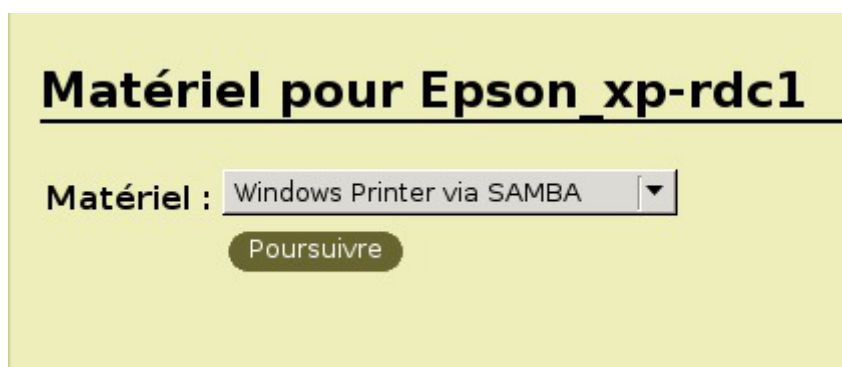 Matériel pour Epson_xp-rdc1
Matériel : Windows Printer via SAMBA
Poursuivre